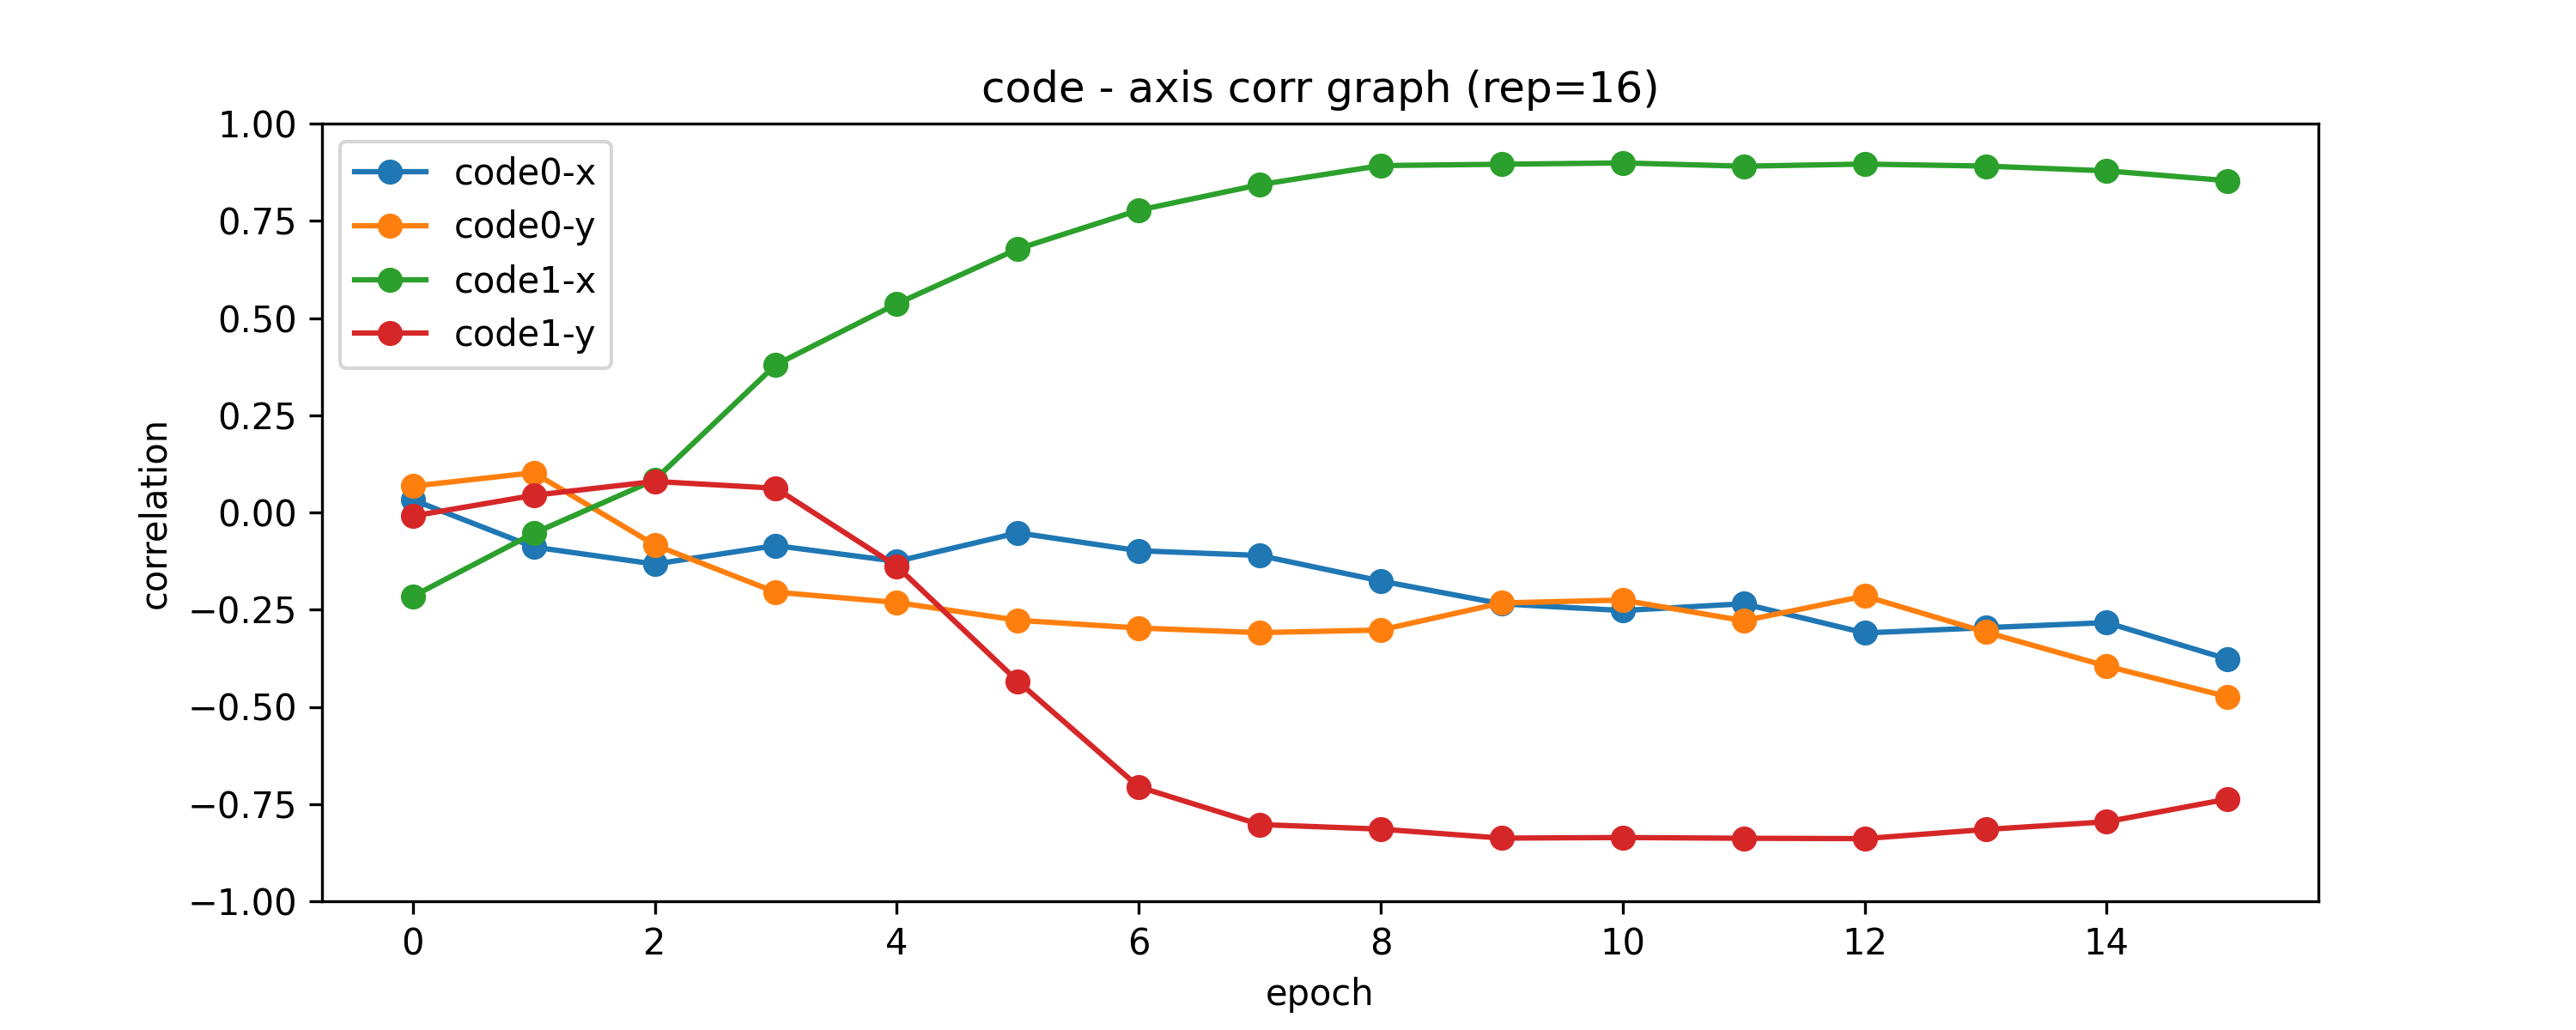 code - axis corr graph (rep=16)
1.00
0.75
0.50
0.25
0.00
−0.25
−0.50
−0.75
−1.00
correlation
code0-x
code0-y
code1-x
code1-y
0 2 4 6 8 10 12 14
epoch